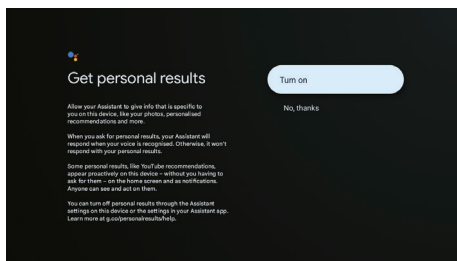 Get personal results
Allow your Assistant to give info that is specific to
you on this device, like your photos, personalised
recommendations and more.
When you ask for personal results, your Assistant will
respond when your voice is recognised. Otherwise, it won't
respond with your personal results.
Some personal results, like YouTube recommendations,
appear proactively on this device – without you having to
ask for them – on the home screen and as notifications.
Anyone can see and act on them.
You can turn off personal results through the Assistant
settings on this device or the settings in your Assistant app.
Learn more at g.co/personalresults/help.
Turn on
No, thanks